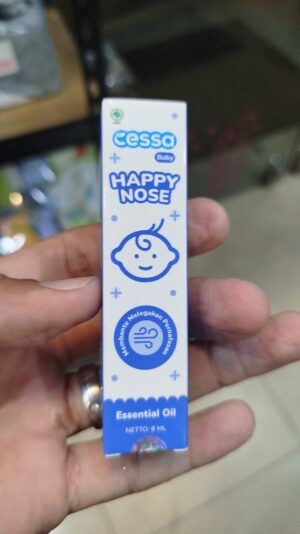 cessa
Baby
HAPPY
NOSE
Membantu Melegakan Pernafasan
Essential Oil
NETTO: 8 ML